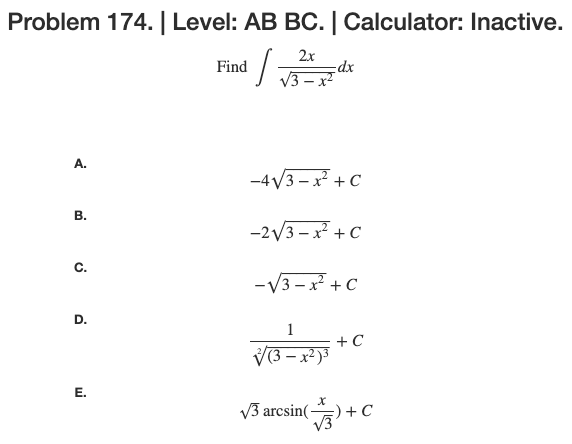 Problem 174. | Level: AB BC. | Calculator: Inactive.
Find ∫ 2x/√(3 – x²) dx
A.
–4√(3 – x²) + C
B.
–2√(3 – x²) + C
C.
–√(3 – x²) + C
D.
1/²√((3 – x²)³) + C
E.
√3 arcsin(x/√3) + C